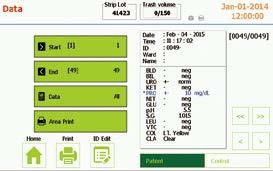 Data
Strip Lot
41423
Trash volume
0/150
Jan-01-2014
12:00:00
Start [1] 1
End [49] 49
Data All
Area Print
Home
Print
ID Edit
Date : Feb - 04 - 2015
Time : 11 : 17 : 02
ID : 0049-
Ward :
Name :
BLD - neg
BIL - neg
URO +- norm
KET - neg
*PRO +- 10 mg/dL
NIT - neg
GLU - neg
pH 5.5
S.G 1.015
LEU - neg
VTC - neg
COL Lt. Yellow
CLA Clear
[0049/0049]
<<
>>
<
>
Patient
Control